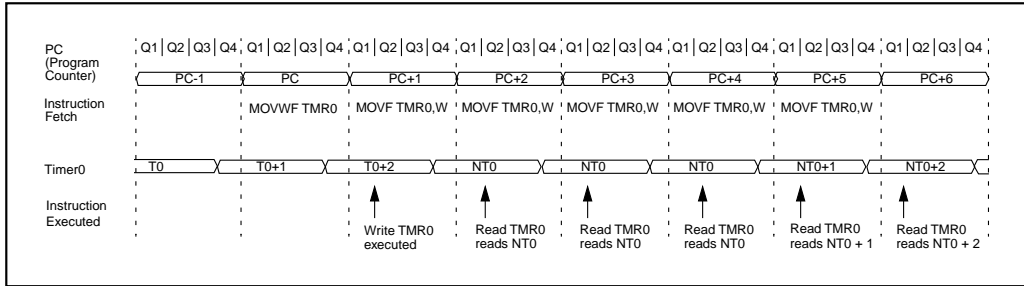 PC
(Program
Counter)
Q1 Q2 Q3 Q4 Q1 Q2 Q3 Q4 Q1 Q2 Q3 Q4 Q1 Q2 Q3 Q4 Q1 Q2 Q3 Q4 Q1 Q2 Q3 Q4 Q1 Q2 Q3 Q4 Q1 Q2 Q3 Q4
PC-1 PC PC+1 PC+2 PC+3 PC+4 PC+5 PC+6
Instruction
Fetch
MOVWF TMR0 MOVF TMR0,W MOVF TMR0,W MOVF TMR0,W MOVF TMR0,W MOVF TMR0,W
Timer0
T0 T0+1 T0+2 NT0 NT0 NT0 NT0+1 NT0+2
Instruction
Executed
Write TMR0
executed
Read TMR0
reads NT0
Read TMR0
reads NT0
Read TMR0
reads NT0
Read TMR0
reads NT0 + 1
Read TMR0
reads NT0 + 2